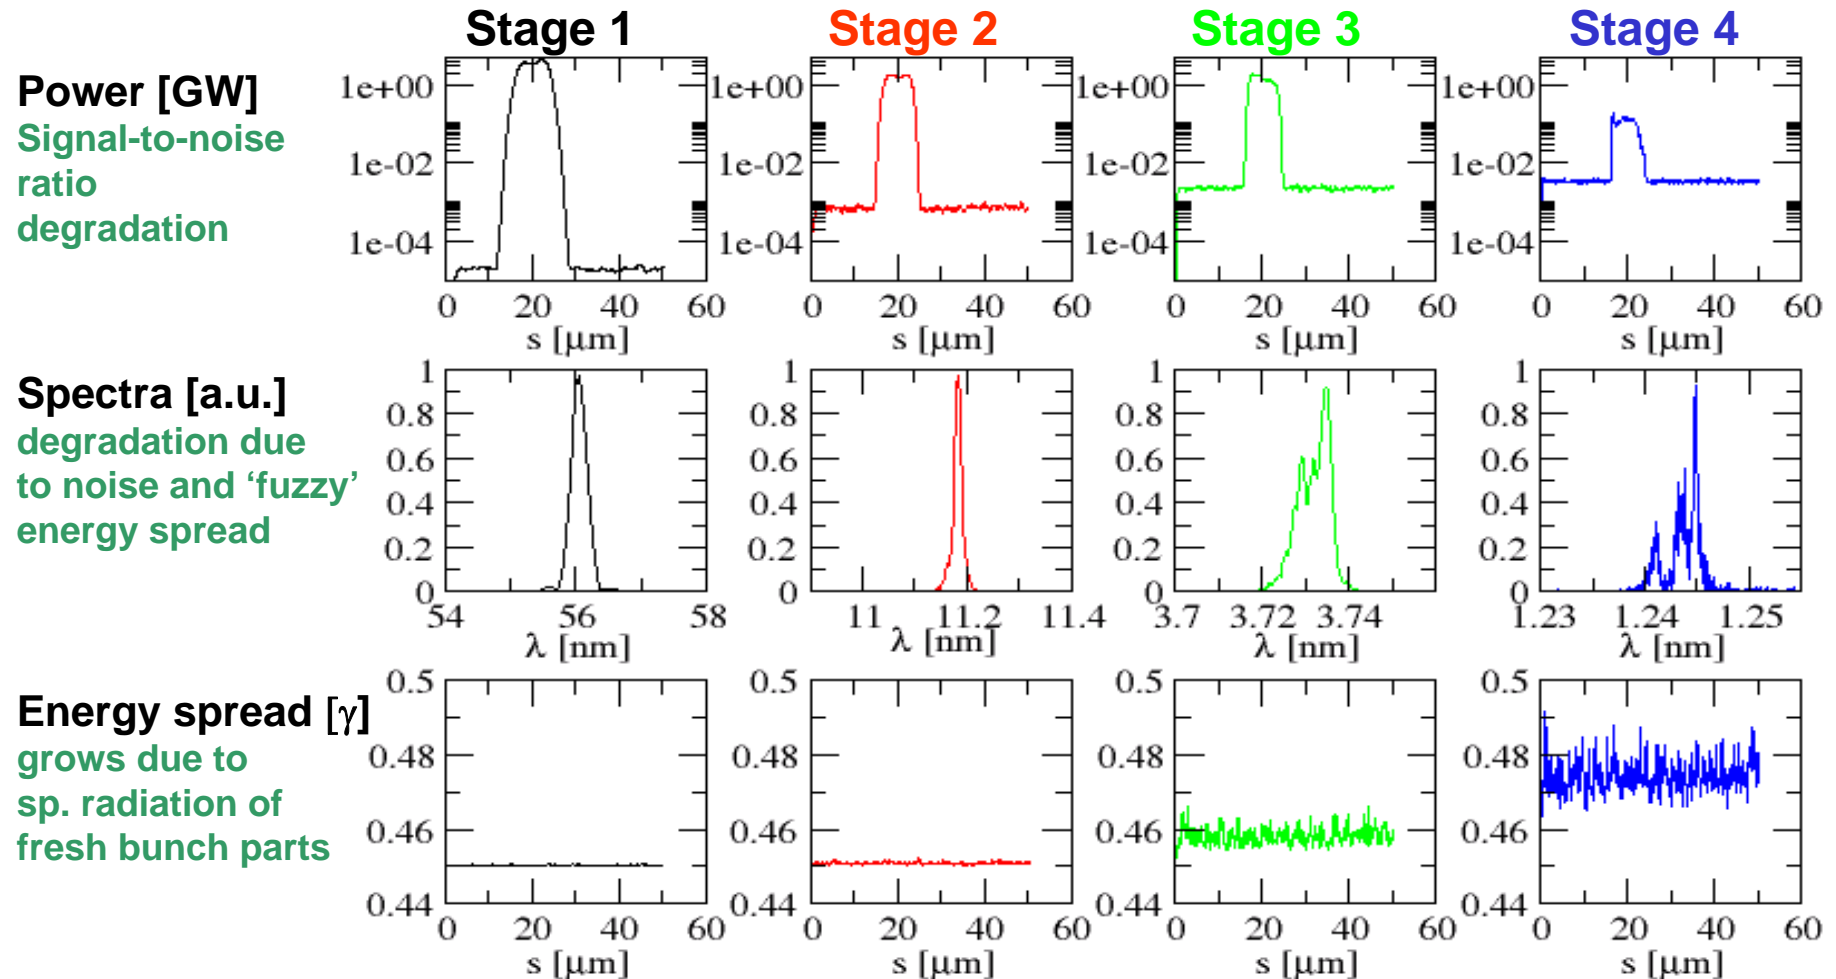 Stage 1
Stage 2
Stage 3
Stage 4
Power [GW]
Signal-to-noise
ratio
degradation
1e+00
1e-02
1e-04
0 20 40 60
s [μm]
1e+00
1e-02
1e-04
0 20 40 60
s [μm]
1e+00
1e-02
1e-04
0 20 40 60
s [μm]
1e+00
1e-02
1e-04
0 20 40 60
s [μm]
Spectra [a.u.]
degradation due
to noise and ‘fuzzy’
energy spread
1
0.8
0.6
0.4
0.2
0
54 56 58
λ [nm]
1
0.8
0.6
0.4
0.2
0
11 11.2 11.4
λ [nm]
1
0.8
0.6
0.4
0.2
0
3.7 3.72 3.74
λ [nm]
1
0.8
0.6
0.4
0.2
0
1.23 1.24 1.25
λ [nm]
Energy spread [γ]
grows due to
sp. radiation of
fresh bunch parts
0.5
0.48
0.46
0.44
0 20 40 60
s [μm]
0.5
0.48
0.46
0.44
0 20 40 60
s [μm]
0.5
0.48
0.46
0.44
0 20 40 60
s [μm]
0.5
0.48
0.46
0.44
0 20 40 60
s [μm]